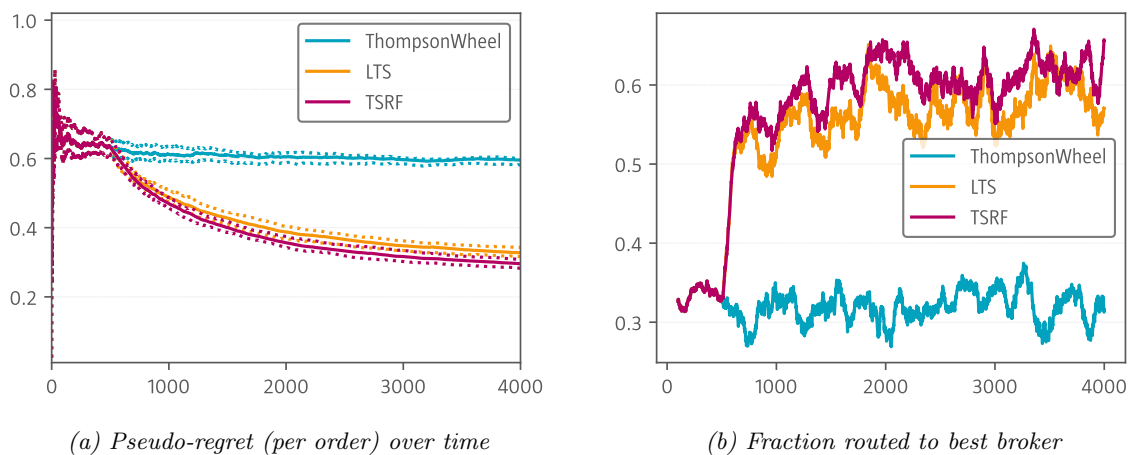 1.0
0.8
0.6
0.4
0.2
0
1000
2000
3000
4000
ThompsonWheel
LTS
TSRF
(a) Pseudo-regret (per order) over time
0.6
0.5
0.4
0.3
0
1000
2000
3000
4000
ThompsonWheel
LTS
TSRF
(b) Fraction routed to best broker